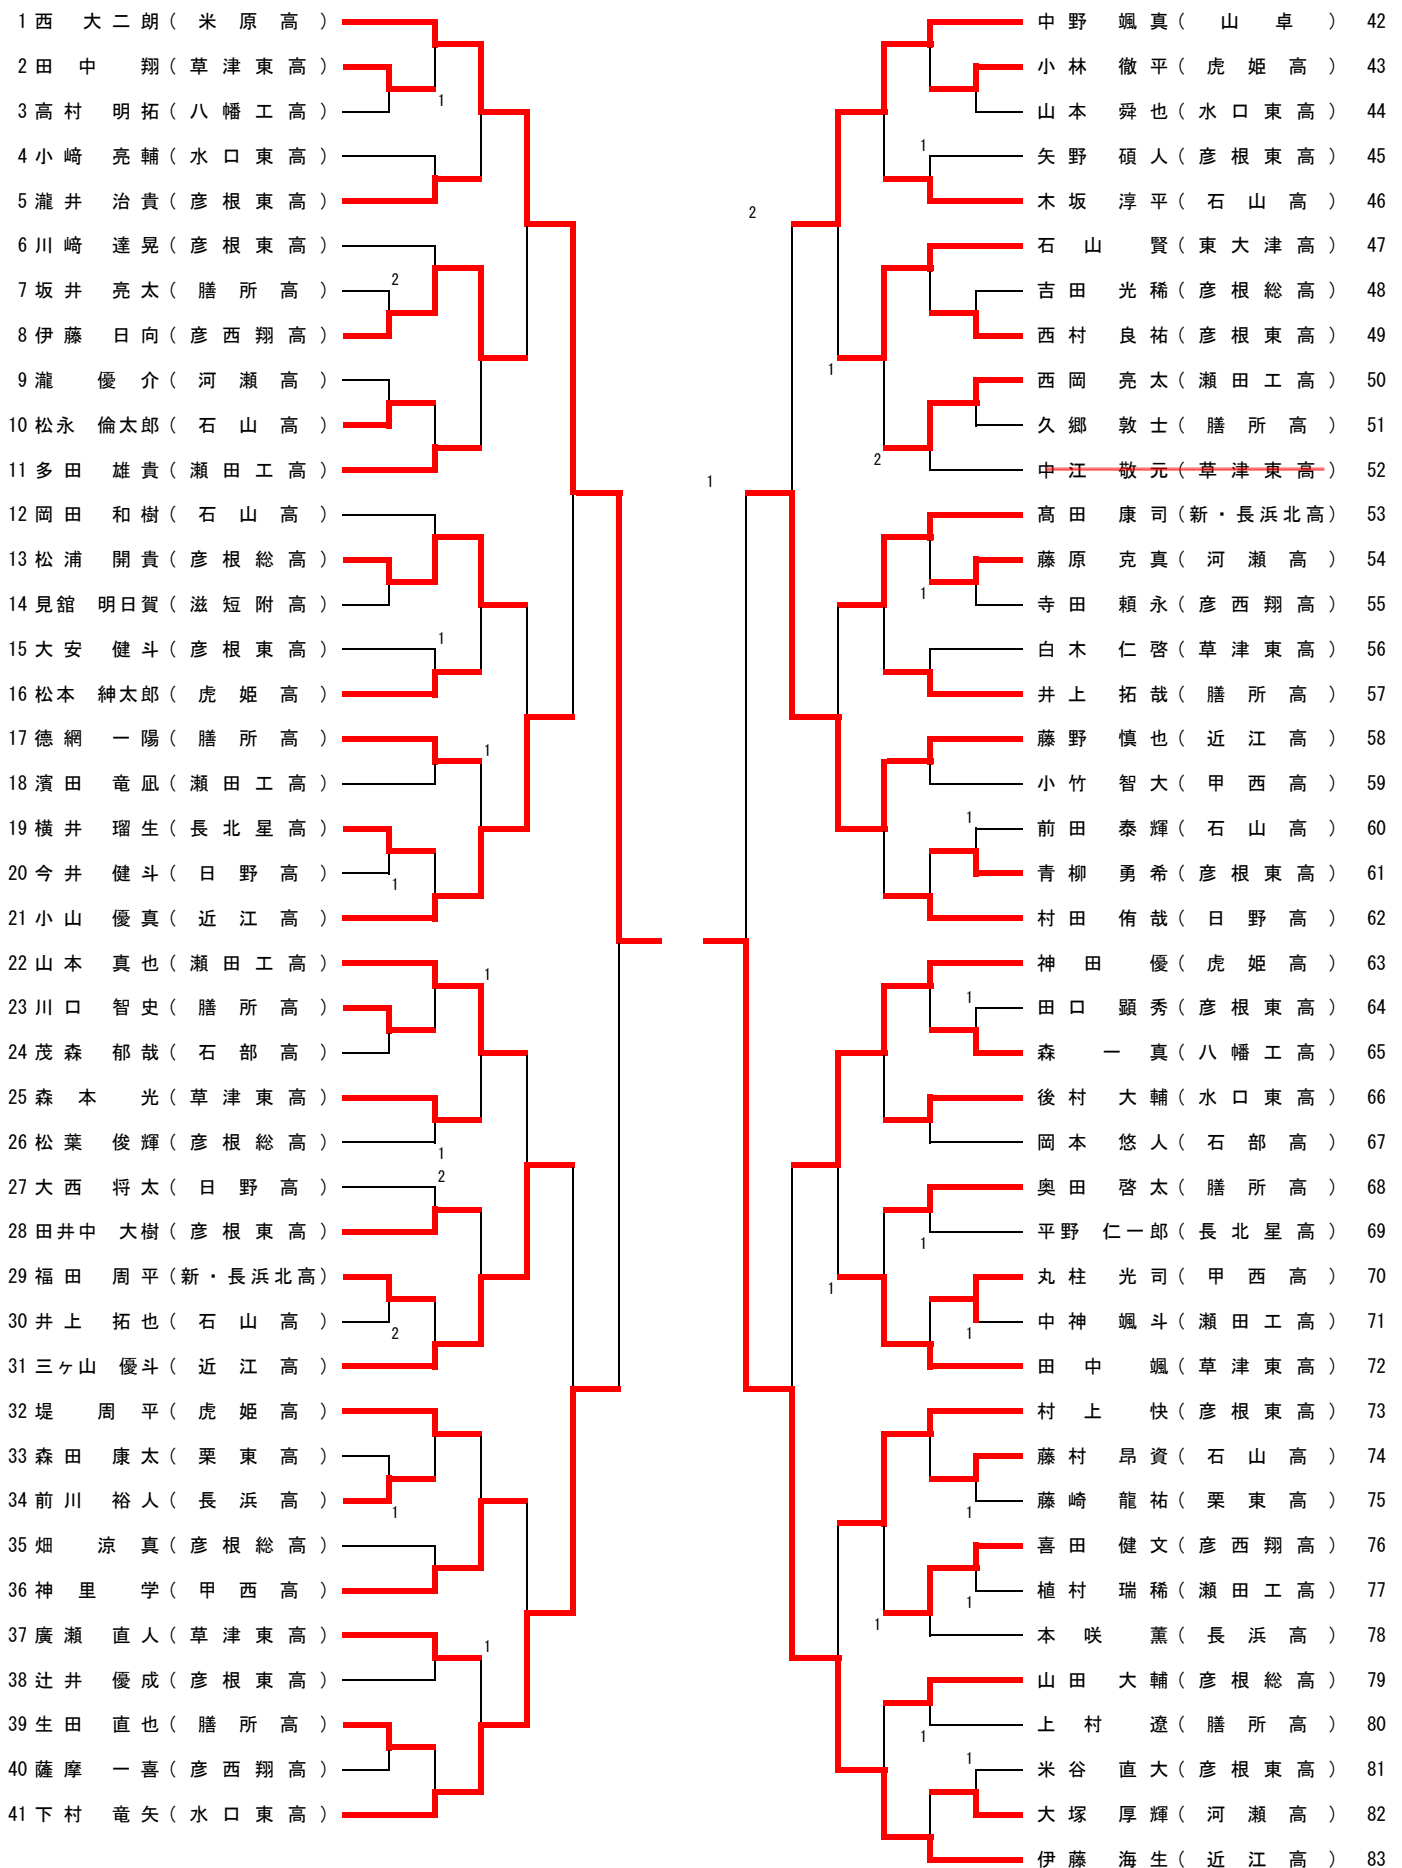 1 西 大二朗 ( 米原高 )
2 田中 翔 ( 草津東高 )
3 高村 明拓 ( 八幡工高 )
1
4 小﨑 亮輔 ( 水口東高 )
5 瀧井 治貴 ( 彦根東高 )
6 川﨑 達晃 ( 彦根東高 )
2
7 坂井 亮太 ( 膳所高 )
8 伊藤 日向 ( 彦西翔高 )
9 瀧 優介 ( 河瀬高 )
10 松永 倫太郎 ( 石山高 )
11 多田 雄貴 ( 瀬田工高 )
12 岡田 和樹 ( 石山高 )
13 松浦 開貴 ( 彦根総高 )
14 見舘 明日賀 ( 滋短附高 )
1
15 大安 健斗 ( 彦根東高 )
16 松本 紳太郎 ( 虎姫高 )
17 德網 一陽 ( 膳所高 )
1
18 濱田 竜凪 ( 瀬田工高 )
19 横井 瑠生 ( 長北星高 )
20 今井 健斗 ( 日野高 )
1
21 小山 優真 ( 近江高 )
22 山本 真也 ( 瀬田工高 )
1
23 川口 智史 ( 膳所高 )
24 茂森 郁哉 ( 石部高 )
25 森本 光 ( 草津東高 )
26 松葉 俊輝 ( 彦根総高 )
1
2
27 大西 将太 ( 日野高 )
28 田井中 大樹 ( 彦根東高 )
29 福田 周平 (新・長浜北高)
30 井上 拓也 ( 石山高 )
2
31 三ヶ山 優斗 ( 近江高 )
32 堤 周平 ( 虎姫高 )
33 森田 康太 ( 栗東高 )
34 前川 裕人 ( 長浜高 )
1
35 畑 涼真 ( 彦根総高 )
36 神里 学 ( 甲西高 )
37 廣瀬 直人 ( 草津東高 )
1
38 辻井 優成 ( 彦根東高 )
39 生田 直也 ( 膳所高 )
40 薩摩 一喜 ( 彦西翔高 )
41 下村 竜矢 ( 水口東高 )
中野 颯真 ( 山卓 ) 42
小林 徹平 ( 虎姫高 ) 43
山本 舜也 ( 水口東高 ) 44
1
矢野 碩人 ( 彦根東高 ) 45
木坂 淳平 ( 石山高 ) 46
2
石山 賢 ( 東大津高 ) 47
吉田 光稀 ( 彦根総高 ) 48
西村 良祐 ( 彦根東高 ) 49
1
西岡 亮太 ( 瀬田工高 ) 50
久郷 敦士 ( 膳所高 ) 51
2
中江 敬元 ( 草津東高 ) 52
1
髙田 康司 (新・長浜北高) 53
藤原 克真 ( 河瀬高 ) 54
1
寺田 頼永 ( 彦西翔高 ) 55
白木 仁啓 ( 草津東高 ) 56
井上 拓哉 ( 膳所高 ) 57
藤野 慎也 ( 近江高 ) 58
小竹 智大 ( 甲西高 ) 59
1
前田 泰輝 ( 石山高 ) 60
青柳 勇希 ( 彦根東高 ) 61
村田 侑哉 ( 日野高 ) 62
神田 優 ( 虎姫高 ) 63
1
田口 顕秀 ( 彦根東高 ) 64
森 一真 ( 八幡工高 ) 65
後村 大輔 ( 水口東高 ) 66
岡本 悠人 ( 石部高 ) 67
奥田 啓太 ( 膳所高 ) 68
平野 仁一郎 ( 長北星高 ) 69
1
丸柱 光司 ( 甲西高 ) 70
1
中神 颯斗 ( 瀬田工高 ) 71
1
田中 颯 ( 草津東高 ) 72
村上 快 ( 彦根東高 ) 73
藤村 昂資 ( 石山高 ) 74
藤崎 龍祐 ( 栗東高 ) 75
1
喜田 健文 ( 彦西翔高 ) 76
植村 瑞稀 ( 瀬田工高 ) 77
1
1
本咲 薫 ( 長浜高 ) 78
山田 大輔 ( 彦根総高 ) 79
上村 遼 ( 膳所高 ) 80
1
1
米谷 直大 ( 彦根東高 ) 81
大塚 厚輝 ( 河瀬高 ) 82
伊藤 海生 ( 近江高 ) 83